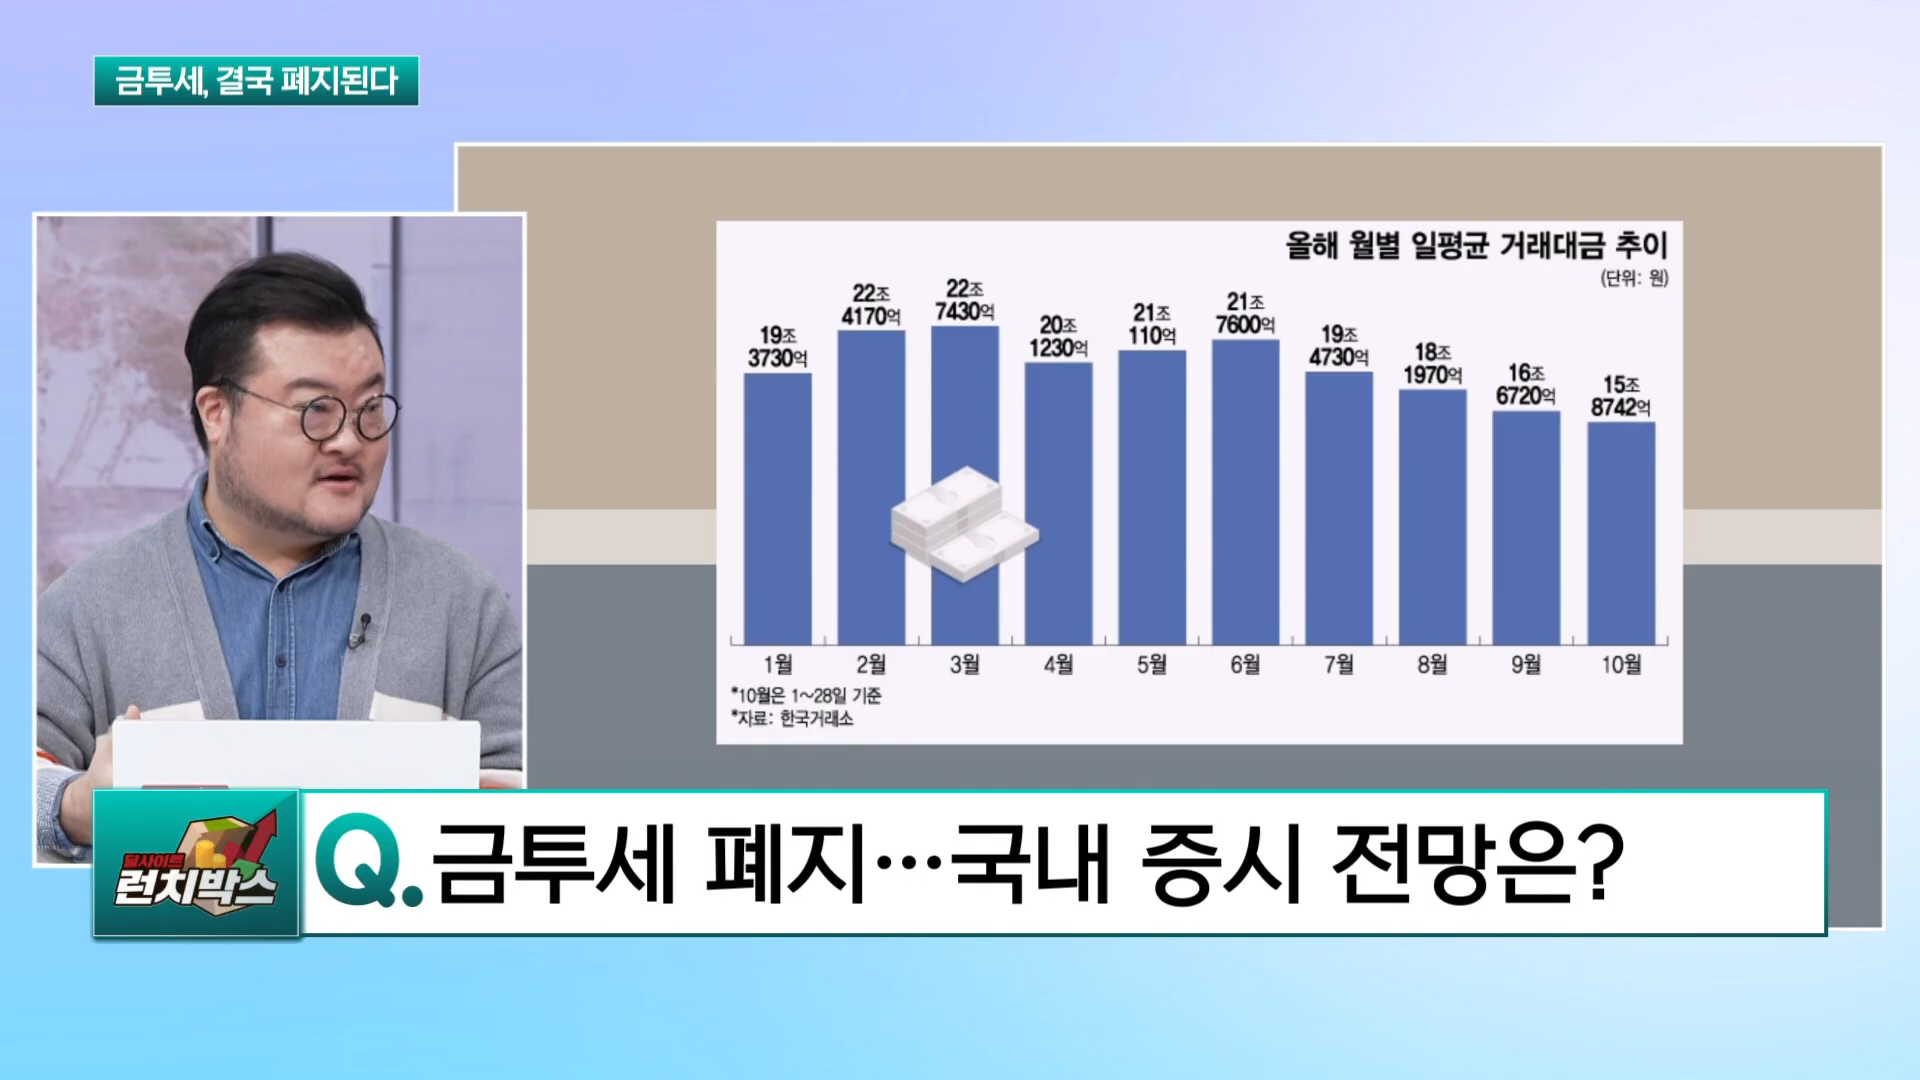 금투세, 결국 폐지된다
올해 월별 일평균 거래대금 추이
(단위: 원)
19조
3730억
22조
4170억
22조
7430억
20조
1230억
21조
110억
21조
7600억
19조
4730억
18조
1970억
16조
6720억
15조
8742억
1월 2월 3월 4월 5월 6월 7월 8월 9월 10월
*10월은 1~28일 기준
*자료: 한국거래소
딜사이트
런치박스
Q.금투세 폐지…국내 증시 전망은?